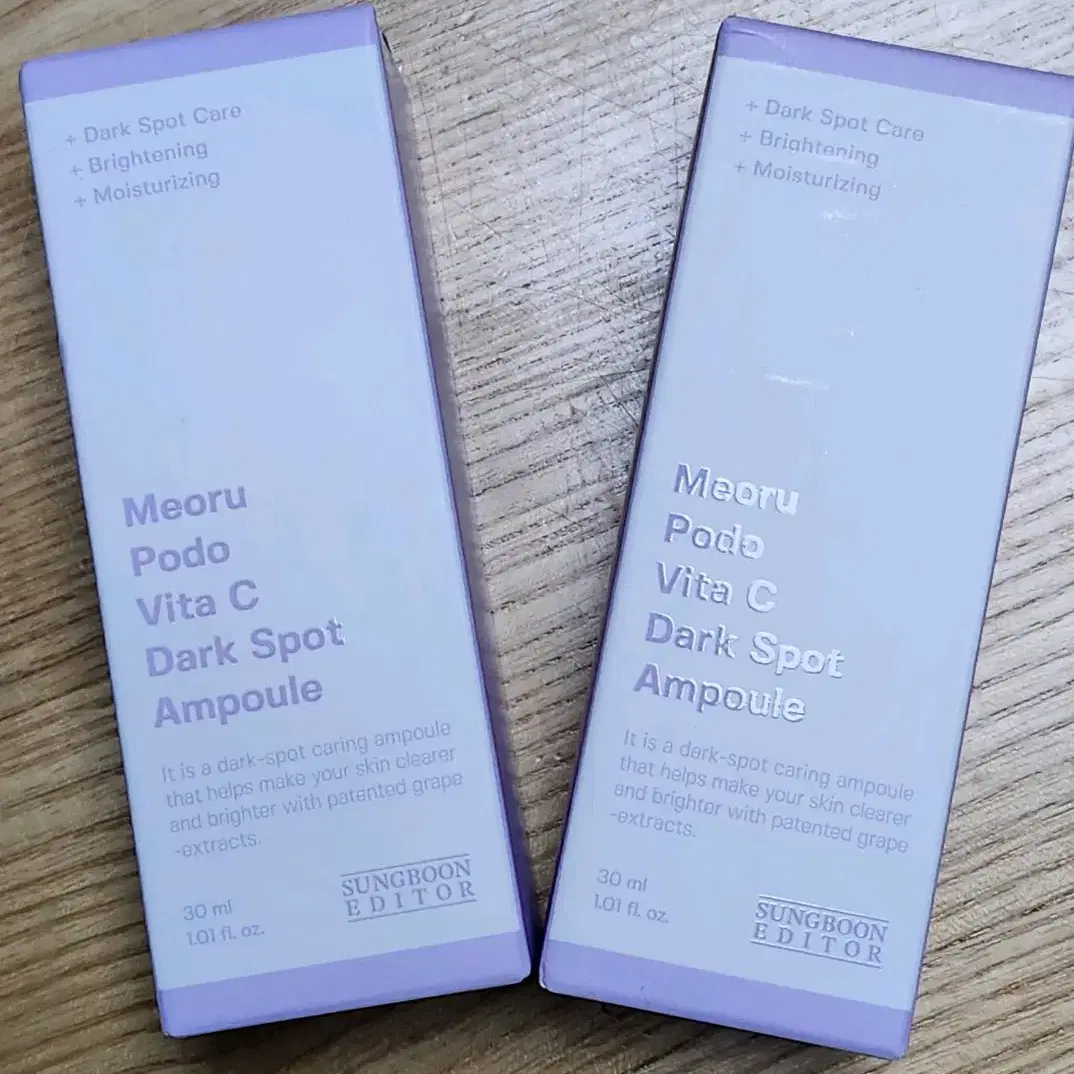 + Dark Spot Care
+ Brightening
+ Moisturizing
Meoru
Podo
Vita C
Dark Spot
Ampoule
It is a dark-spot caring ampoule
that helps make your skin clearer
and brighter with patented grape
-extracts.
30 ml
1.01 fl. oz.
SUNGBOON
EDITOR
+ Dark Spot Care
+ Brightening
+ Moisturizing
Meoru
Podo
Vita C
Dark Spot
Ampoule
It is a dark-spot caring ampoule
that helps make your skin clearer
and brighter with patented grape
-extracts.
30 ml
1.01 fl. oz.
SUNGBOON
EDITOR